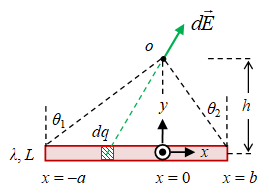 dE⃗
o
h
θ₁
θ₂
y
dq
x
λ, L
x = −a
x = 0
x = b